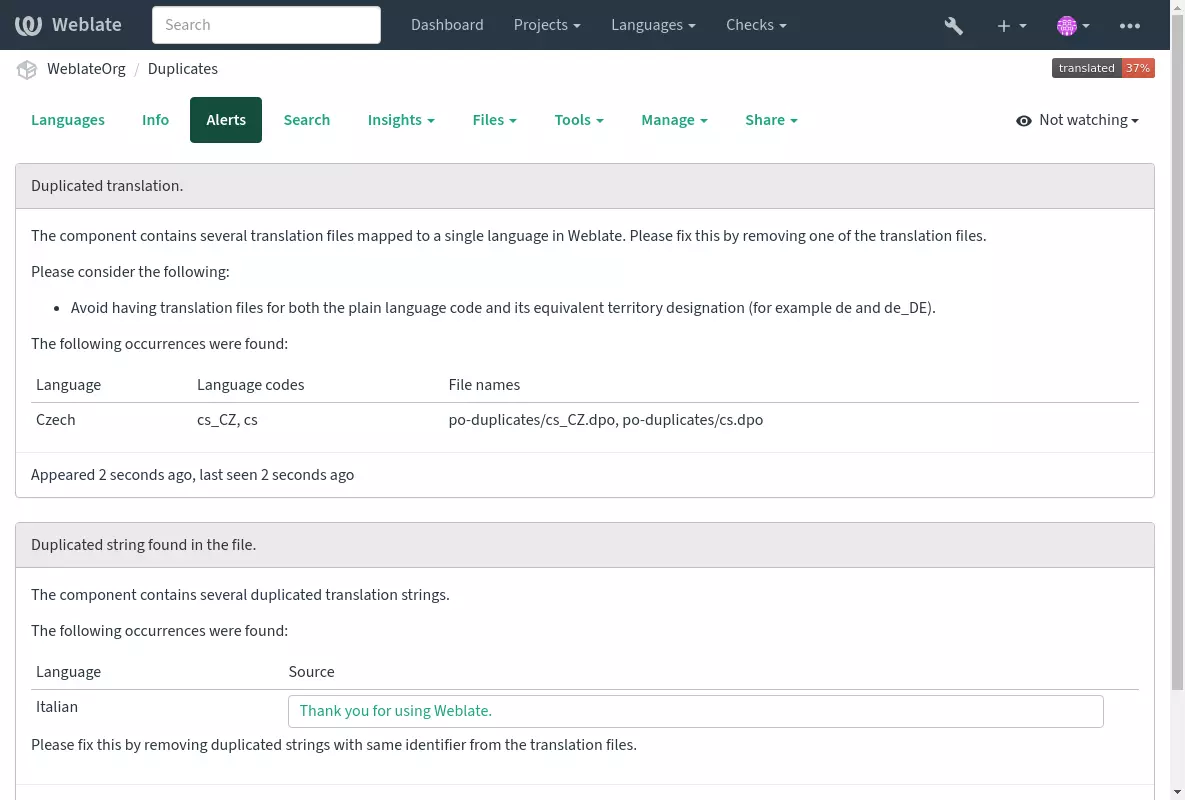 Weblate Search Dashboard Projects Languages Checks
WeblateOrg / Duplicates translated 37%
Languages Info Alerts Search Insights Files Tools Manage Share Not watching
Duplicated translation.
The component contains several translation files mapped to a single language in Weblate. Please fix this by removing one of the translation files.
Please consider the following:
• Avoid having translation files for both the plain language code and its equivalent territory designation (for example de and de_DE).
The following occurrences were found:
Language Language codes File names
Czech cs_CZ, cs po-duplicates/cs_CZ.dpo, po-duplicates/cs.dpo
Appeared 2 seconds ago, last seen 2 seconds ago
Duplicated string found in the file.
The component contains several duplicated translation strings.
The following occurrences were found:
Language Source
Italian Thank you for using Weblate.
Please fix this by removing duplicated strings with same identifier from the translation files.